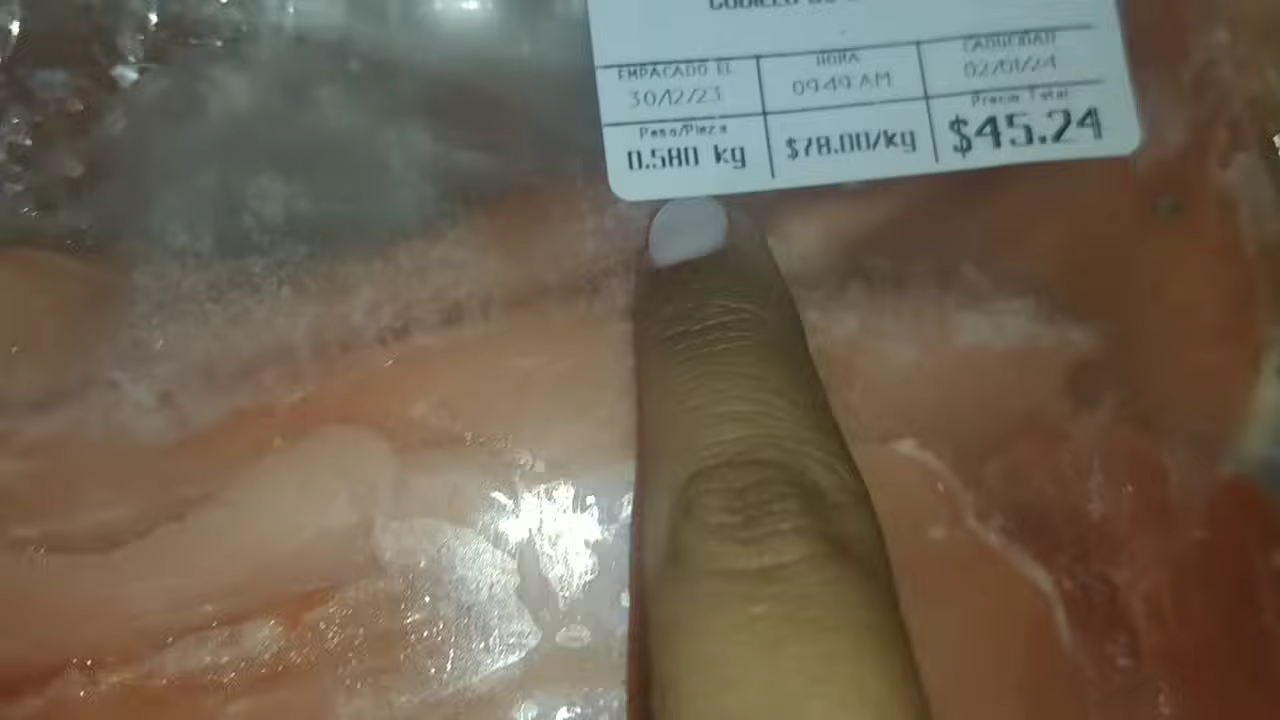 EMPACADO EL HORA CADUCIDAD
30/12/23 09:49 AM 02/01/24
Peso/Pieza Precio Total
0.580 kg $78.00/kg $45.24